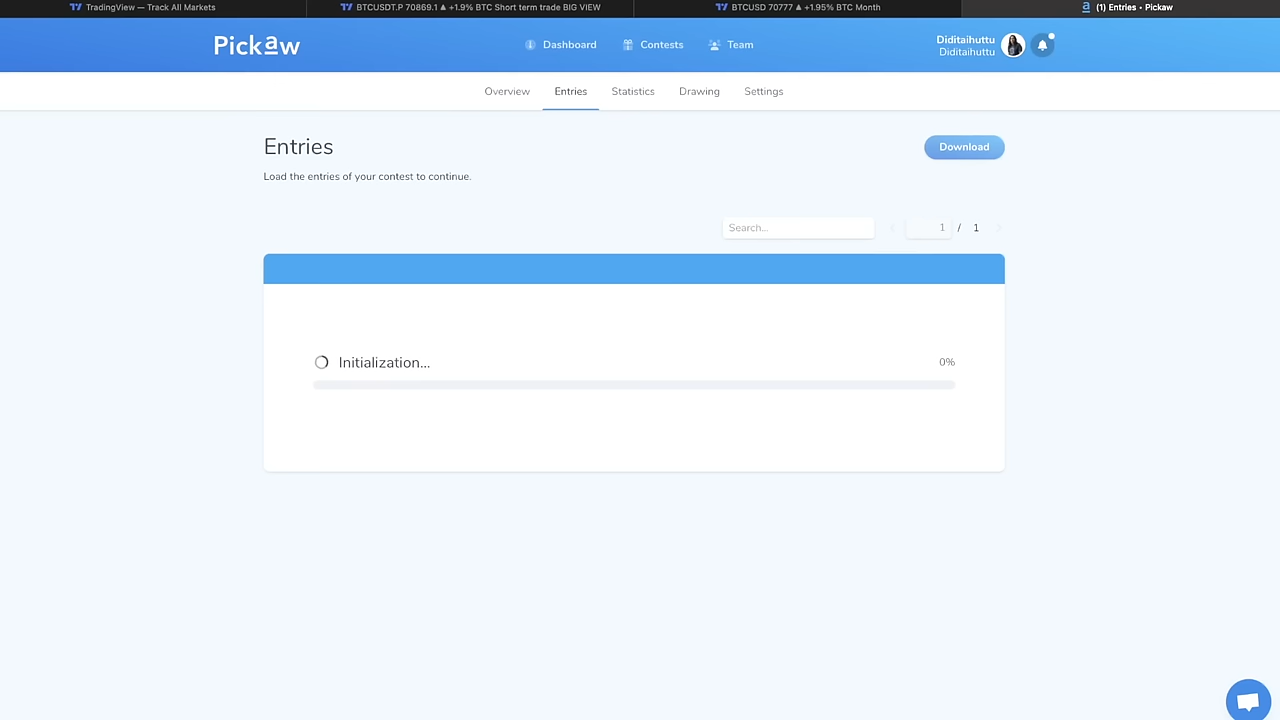 TradingView — Track All Markets
BTCUSDT.P 70869.1 ▲ +1.9% BTC Short term trade BIG VIEW
BTCUSD 70777 ▲ +1.95% BTC Month
(1) Entries • Pickaw
Pickaw
Dashboard
Contests
Team
Diditaihuttu
Diditaihuttu
Overview
Entries
Statistics
Drawing
Settings
Entries
Download
Load the entries of your contest to continue.
Search...
1 / 1
Initialization...
0%